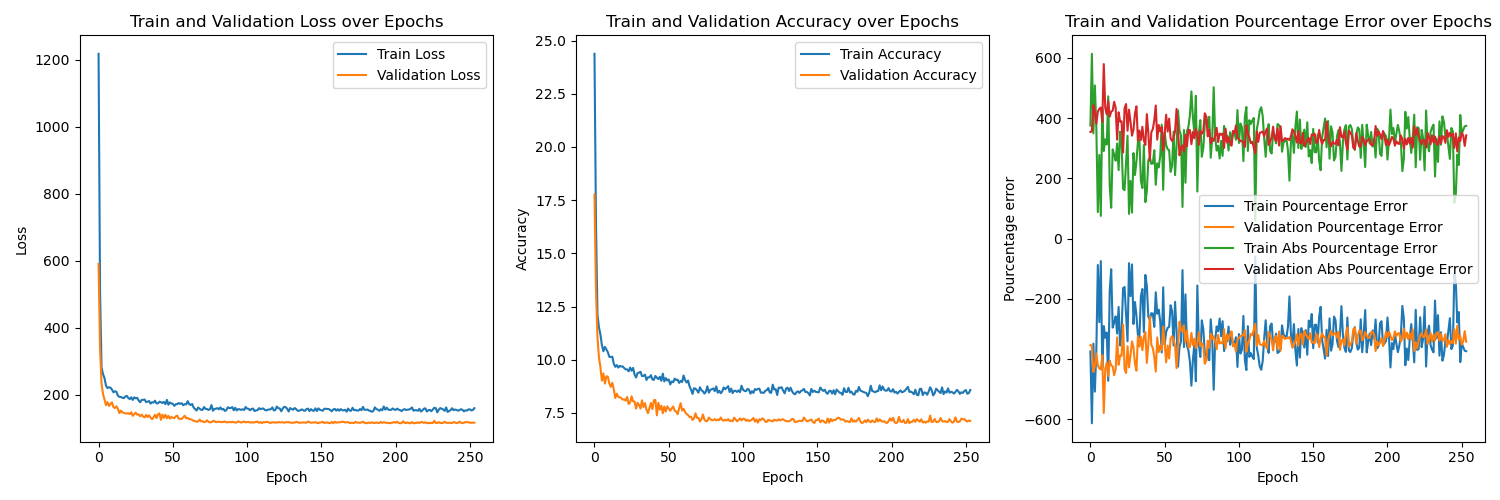 Train and Validation Loss over Epochs
Loss
1200
1000
800
600
400
200
0
50
100
150
200
250
Epoch
Train Loss
Validation Loss
Train and Validation Accuracy over Epochs
Accuracy
25.0
22.5
20.0
17.5
15.0
12.5
10.0
7.5
0
50
100
150
200
250
Epoch
Train Accuracy
Validation Accuracy
Train and Validation Pourcentage Error over Epochs
Pourcentage error
600
400
200
0
−200
−400
−600
0
50
100
150
200
250
Epoch
Train Pourcentage Error
Validation Pourcentage Error
Train Abs Pourcentage Error
Validation Abs Pourcentage Error